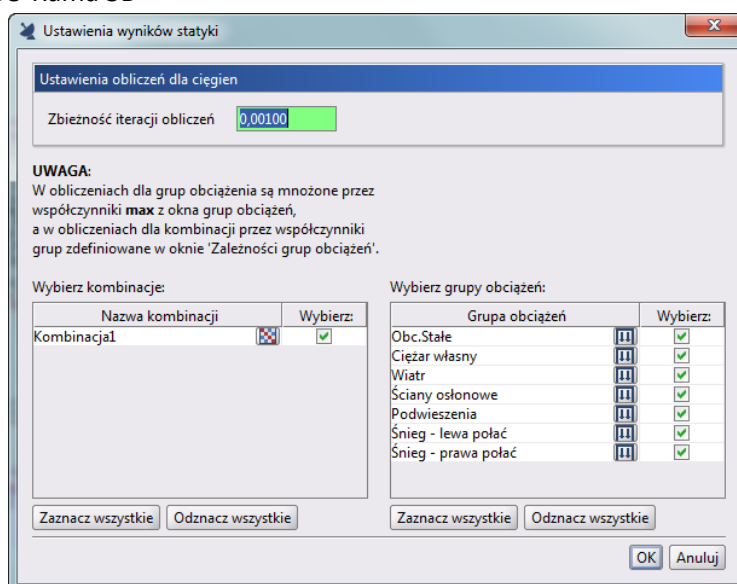 Ustawienia wyników statyki
Ustawienia obliczeń dla cięgien
Zbieżność iteracji obliczeń 0,00100
UWAGA:
W obliczeniach dla grup obciążenia są mnożone przez
współczynniki max z okna grup obciążeń,
a w obliczeniach dla kombinacji przez współczynniki
grup zdefiniowane w oknie 'Zależności grup obciążeń'.
Wybierz kombinacje:
Nazwa kombinacji Wybierz:
Kombinacja1
Zaznacz wszystkie Odznacz wszystkie
Wybierz grupy obciążeń:
Grupa obciążeń Wybierz:
Obc.Stałe
Ciężar własny
Wiatr
Ściany osłonowe
Podwieszenia
Śnieg - lewa połać
Śnieg - prawa połać
Zaznacz wszystkie Odznacz wszystkie
OK Anuluj